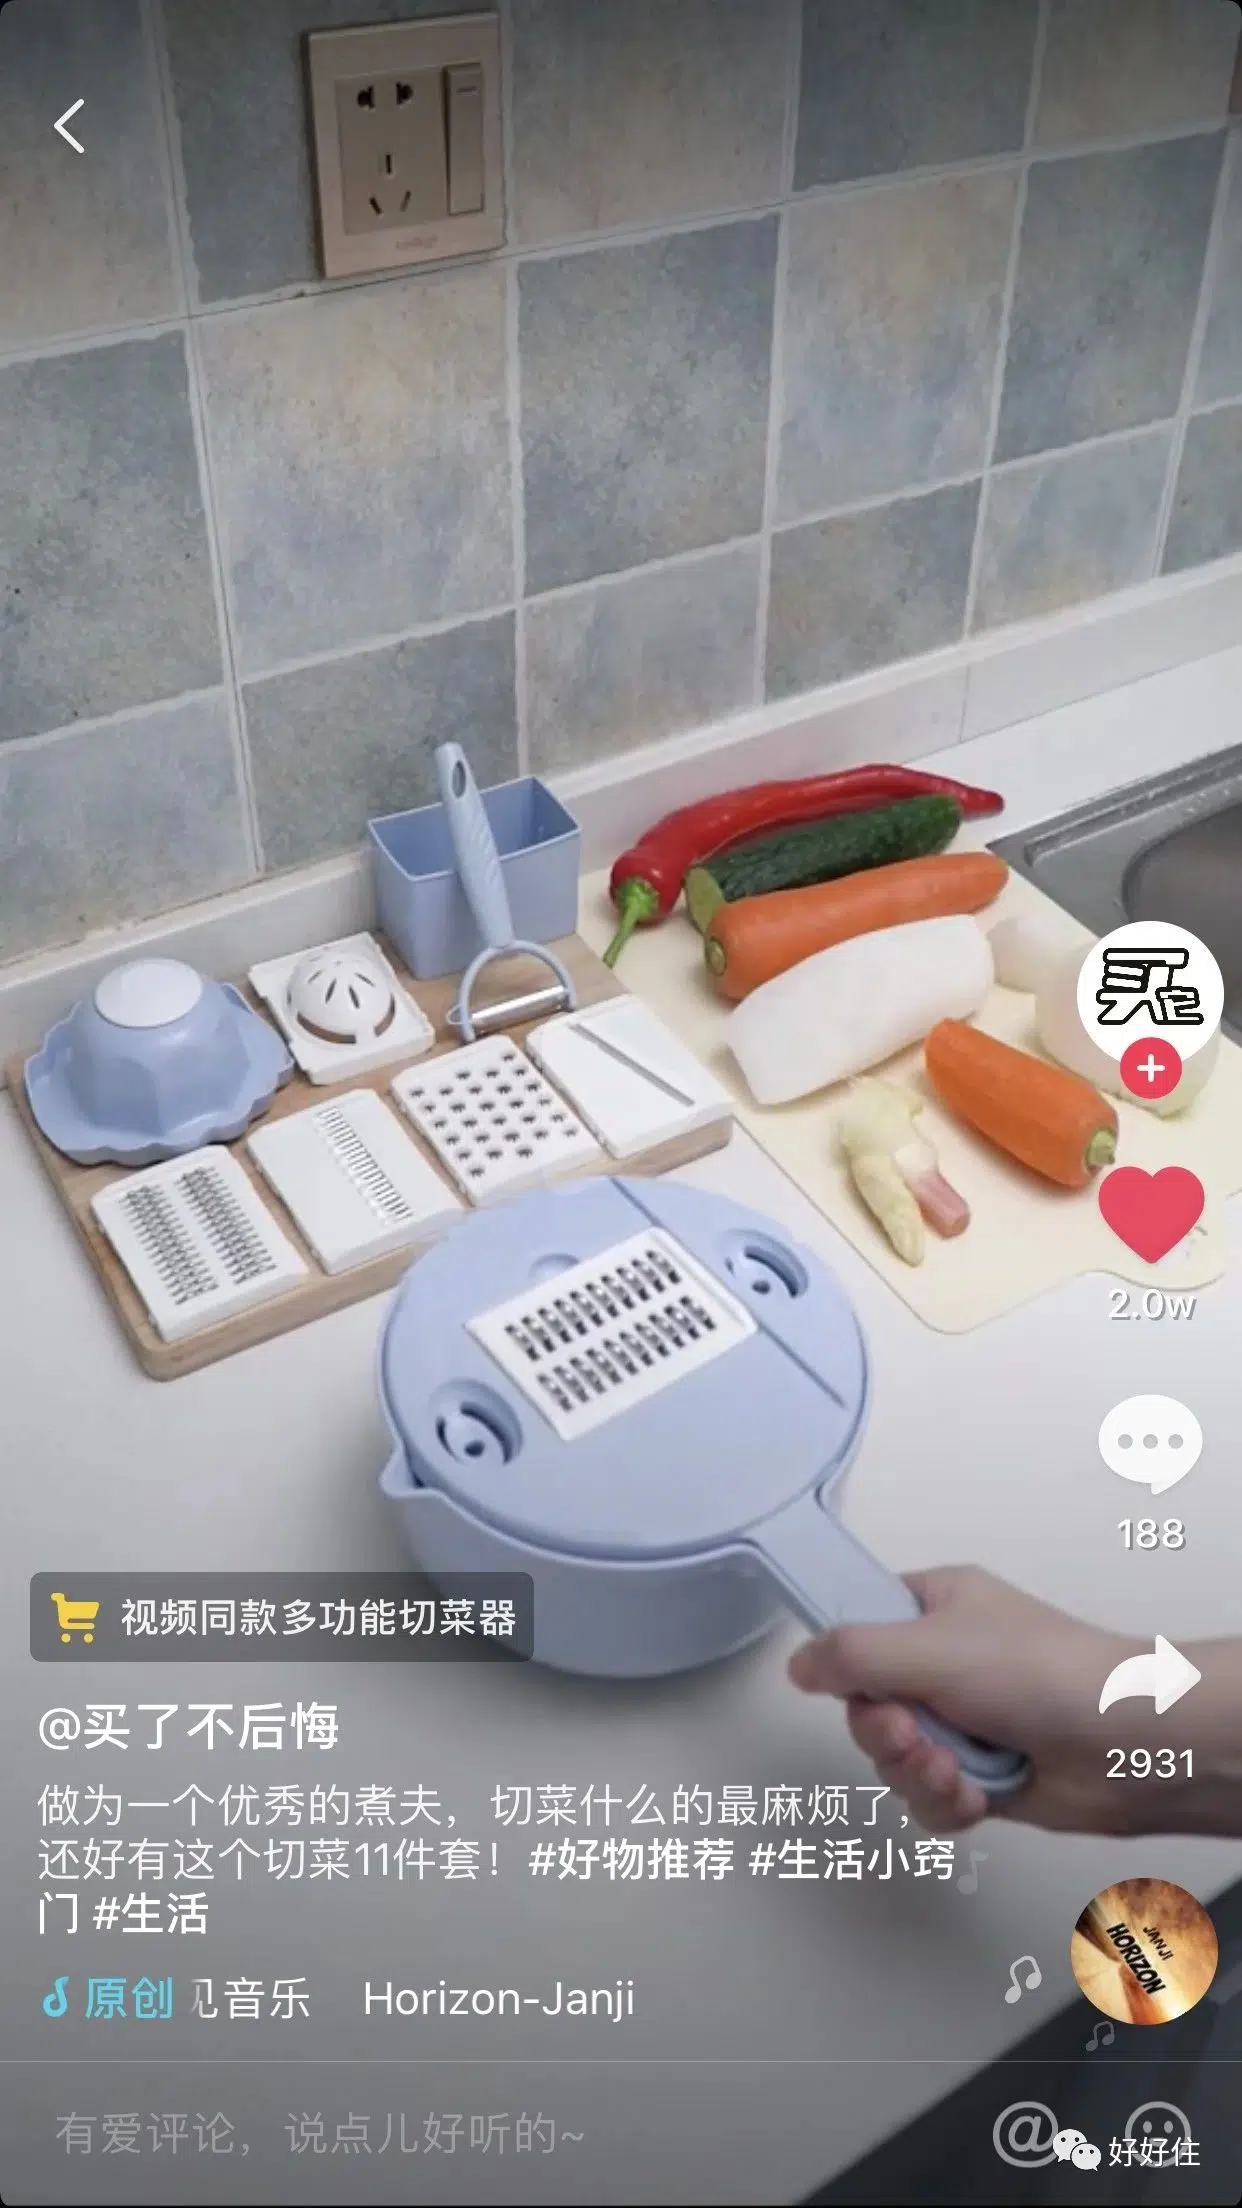 买它
2.0w
188
2931
视频同款多功能切菜器
@买了不后悔
做为一个优秀的煮夫，切菜什么的最麻烦了，
还好有这个切菜11件套！#好物推荐 #生活小窍
门 #生活
JANJI
HORIZON
原创 音乐 Horizon-Janji
有爱评论，说点儿好听的~
@
好好住